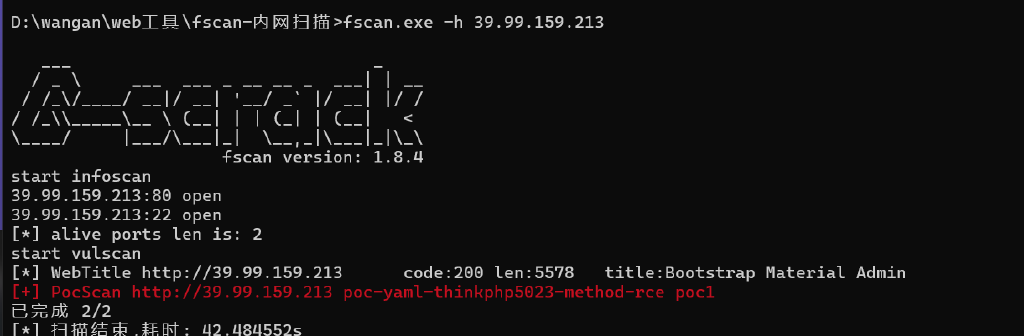 D:\wangan\web工具\fscan-内网扫描>fscan.exe -h 39.99.159.213
   ___                              _
  / _ \     ___  ___ _ __ __ _  ___| | __
 / /_\/____/ __|/ __| '__/ _` |/ __| |/ /
/ /_\\_____\__ \ (__| | | (_| | (__|   <
\____/     |___/\___|_|  \__,_|\___|_|\_\
                     fscan version: 1.8.4
start infoscan
39.99.159.213:80 open
39.99.159.213:22 open
[*] alive ports len is: 2
start vulscan
[*] WebTitle http://39.99.159.213      code:200 len:5578   title:Bootstrap Material Admin
[+] PocScan http://39.99.159.213 poc-yaml-thinkphp5023-method-rce poc1
已完成 2/2
[*] 扫描结束,耗时: 42.484552s